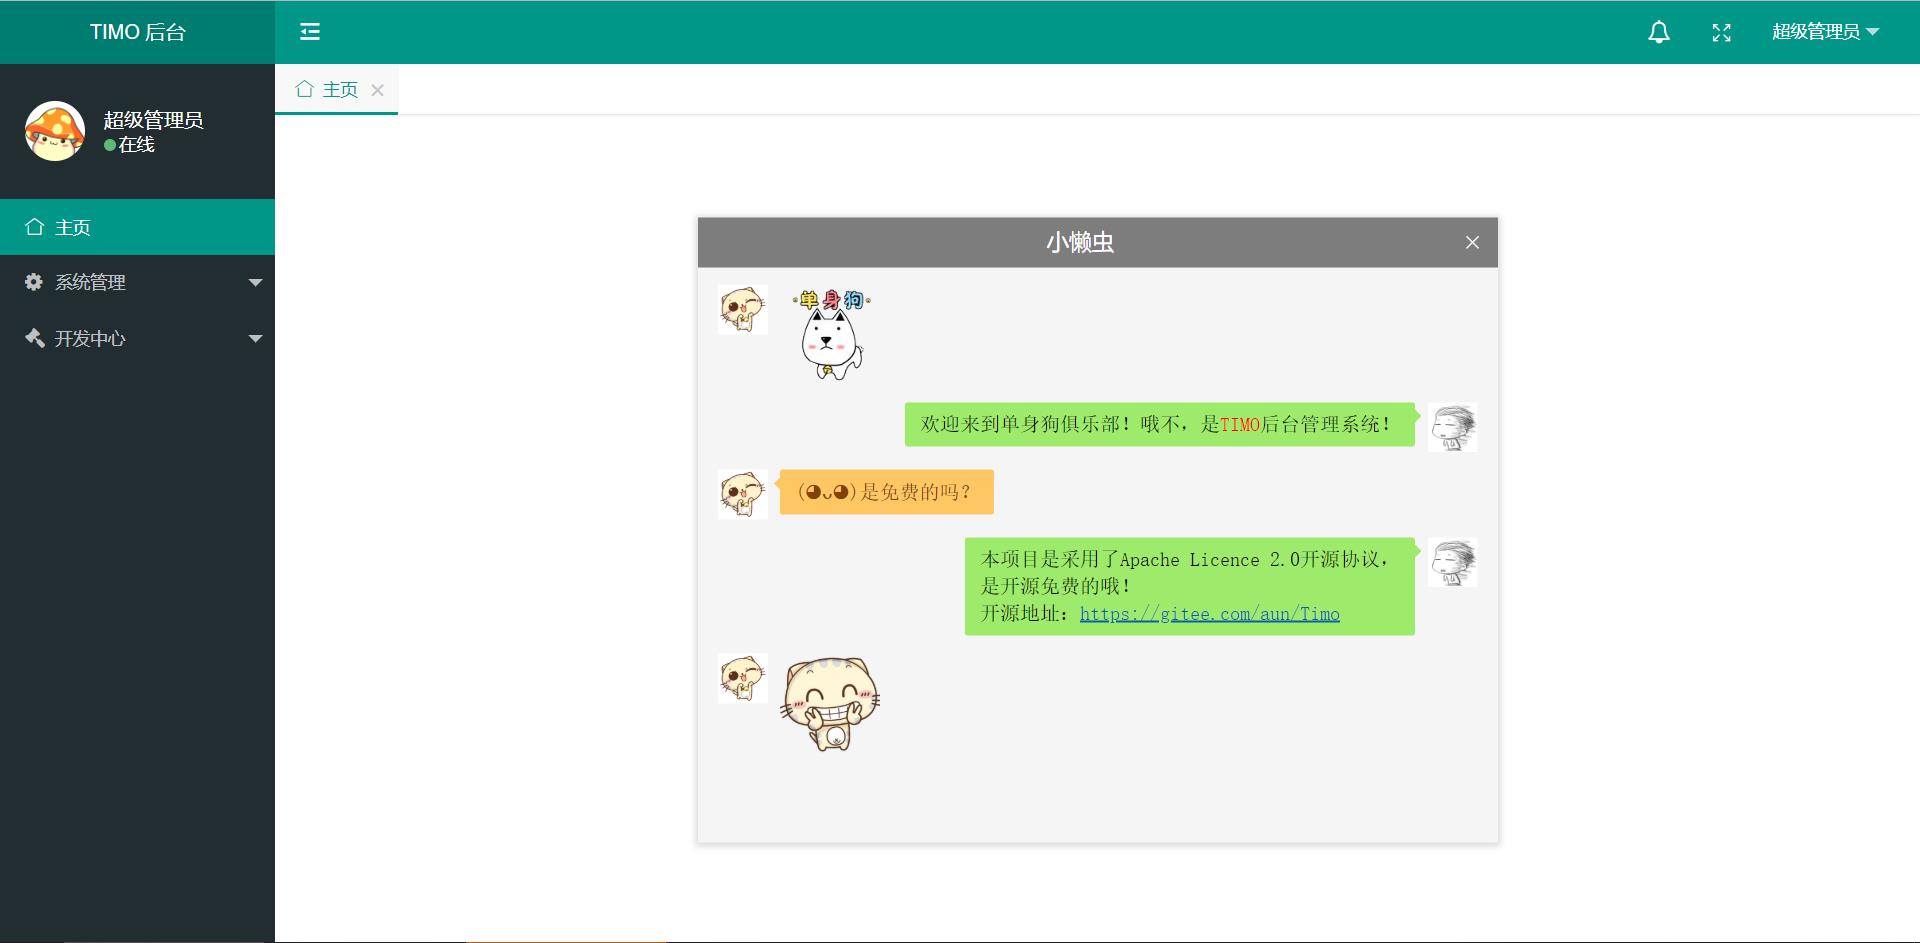 TIMO 后台
超级管理员
主页
超级管理员
在线
主页
系统管理
开发中心
小懒虫
·单身狗·
欢迎来到单身狗俱乐部！哦不，是TIMO后台管理系统！
(◕ᴗ◕)是免费的吗？
本项目是采用了Apache Licence 2.0开源协议，
是开源免费的哦！
开源地址：https://gitee.com/aun/Timo